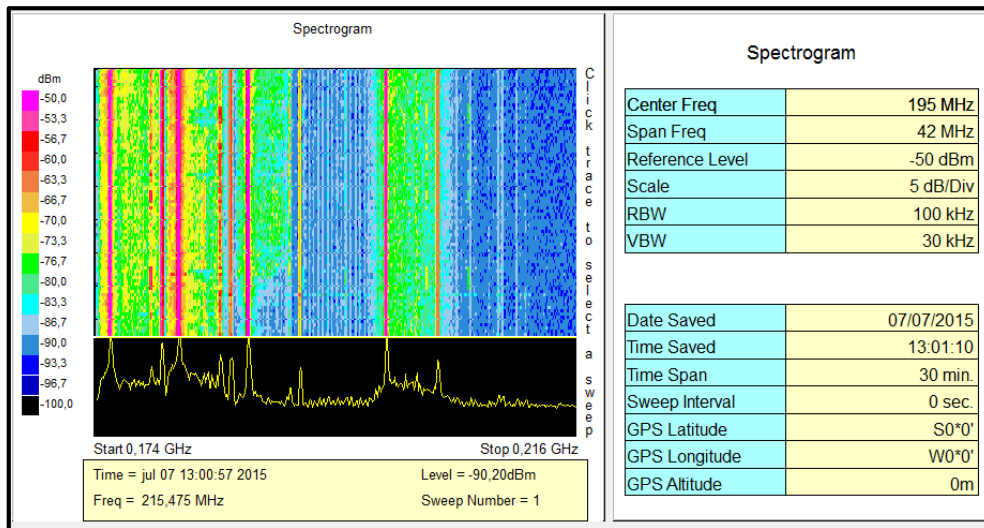 Spectrogram
dBm
-50,0
-53,3
-56,7
-60,0
-63,3
-66,7
-70,0
-73,3
-76,7
-80,0
-83,3
-86,7
-90,0
-93,3
-96,7
-100,0
Click trace to select a sweep
Start 0,174 GHz Stop 0,216 GHz
Time = jul 07 13:00:57 2015 Level = -90,20dBm
Freq = 215,475 MHz Sweep Number = 1
Spectrogram
Center Freq 195 MHz
Span Freq 42 MHz
Reference Level -50 dBm
Scale 5 dB/Div
RBW 100 kHz
VBW 30 kHz
Date Saved 07/07/2015
Time Saved 13:01:10
Time Span 30 min.
Sweep Interval 0 sec.
GPS Latitude S0*0'
GPS Longitude W0*0'
GPS Altitude 0m